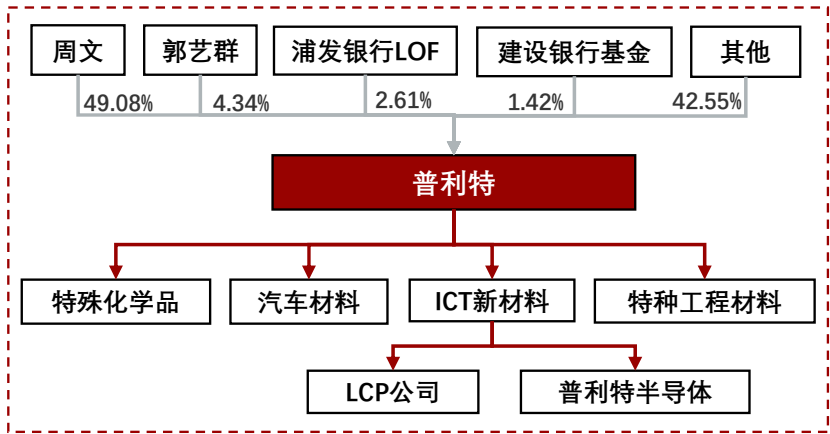 周文
郭艺群
浦发银行LOF
建设银行基金
其他
49.08%
4.34%
2.61%
1.42%
42.55%
普利特
特殊化学品
汽车材料
ICT新材料
特种工程材料
LCP公司
普利特半导体